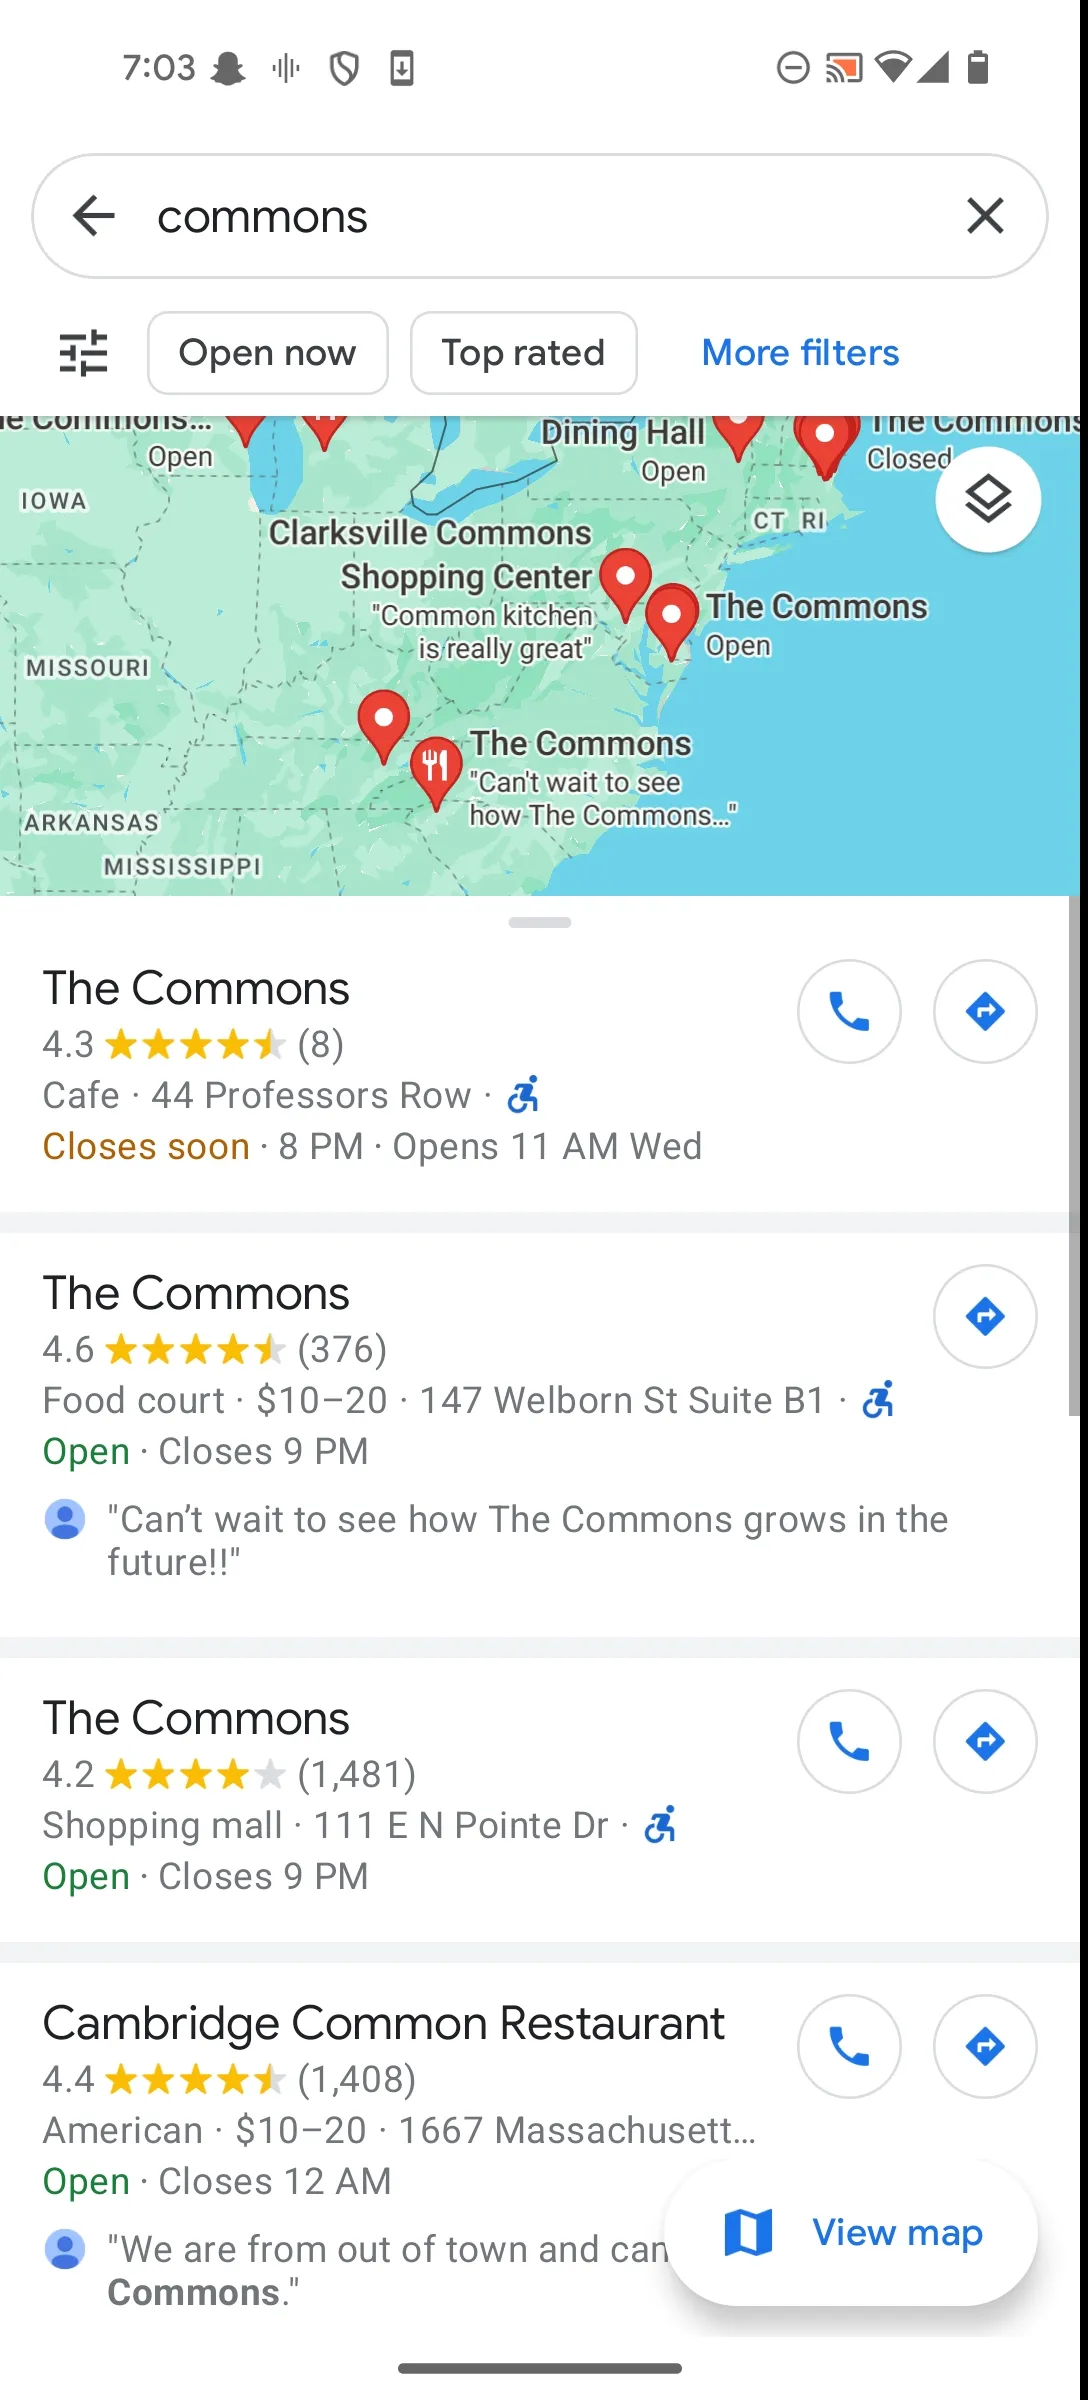 7:03
commons
Open now
Top rated
More filters
e Commons...
Open
Dining Hall
Open
The Commons
Closed
IOWA
CT RI
Clarksville Commons
Shopping Center
"Common kitchen
is really great"
The Commons
Open
MISSOURI
The Commons
"Can't wait to see
how The Commons..."
ARKANSAS
MISSISSIPPI
The Commons
4.3 (8)
Cafe · 44 Professors Row ·
Closes soon · 8 PM · Opens 11 AM Wed
The Commons
4.6 (376)
Food court · $10–20 · 147 Welborn St Suite B1 ·
Open · Closes 9 PM
"Can't wait to see how The Commons grows in the
future!!"
The Commons
4.2 (1,481)
Shopping mall · 111 E N Pointe Dr ·
Open · Closes 9 PM
Cambridge Common Restaurant
4.4 (1,408)
American · $10–20 · 1667 Massachusett...
Open · Closes 12 AM
"We are from out of town and can
Commons."
View map